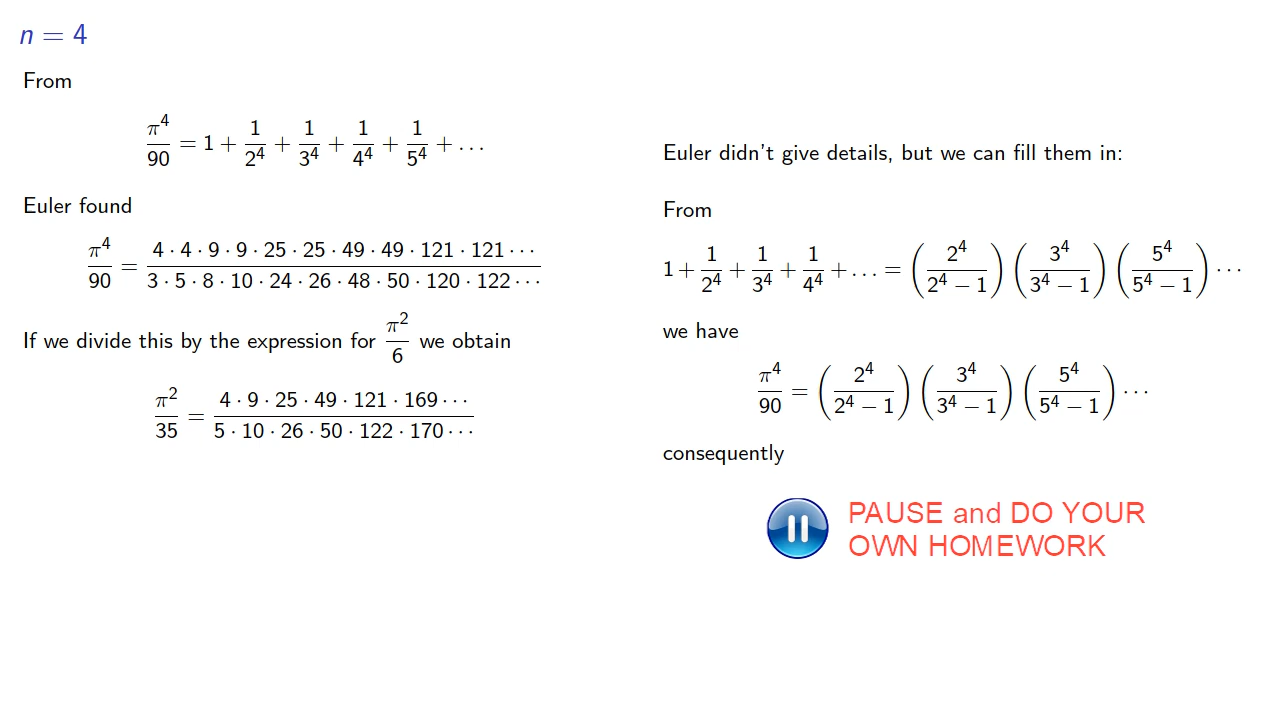 n = 4
From
π⁴/90 = 1 + 1/2⁴ + 1/3⁴ + 1/4⁴ + 1/5⁴ + . . .
Euler found
π⁴/90 = (4 · 4 · 9 · 9 · 25 · 25 · 49 · 49 · 121 · 121 · · ·)/(3 · 5 · 8 · 10 · 24 · 26 · 48 · 50 · 120 · 122 · · ·)
If we divide this by the expression for π²/6 we obtain
π²/35 = (4 · 9 · 25 · 49 · 121 · 169 · · ·)/(5 · 10 · 26 · 50 · 122 · 170 · · ·)
Euler didn't give details, but we can fill them in:
From
1 + 1/2⁴ + 1/3⁴ + 1/4⁴ + . . . = (2⁴/(2⁴ − 1)) (3⁴/(3⁴ − 1)) (5⁴/(5⁴ − 1)) · · ·
we have
π⁴/90 = (2⁴/(2⁴ − 1)) (3⁴/(3⁴ − 1)) (5⁴/(5⁴ − 1)) · · ·
consequently
PAUSE and DO YOUR
OWN HOMEWORK